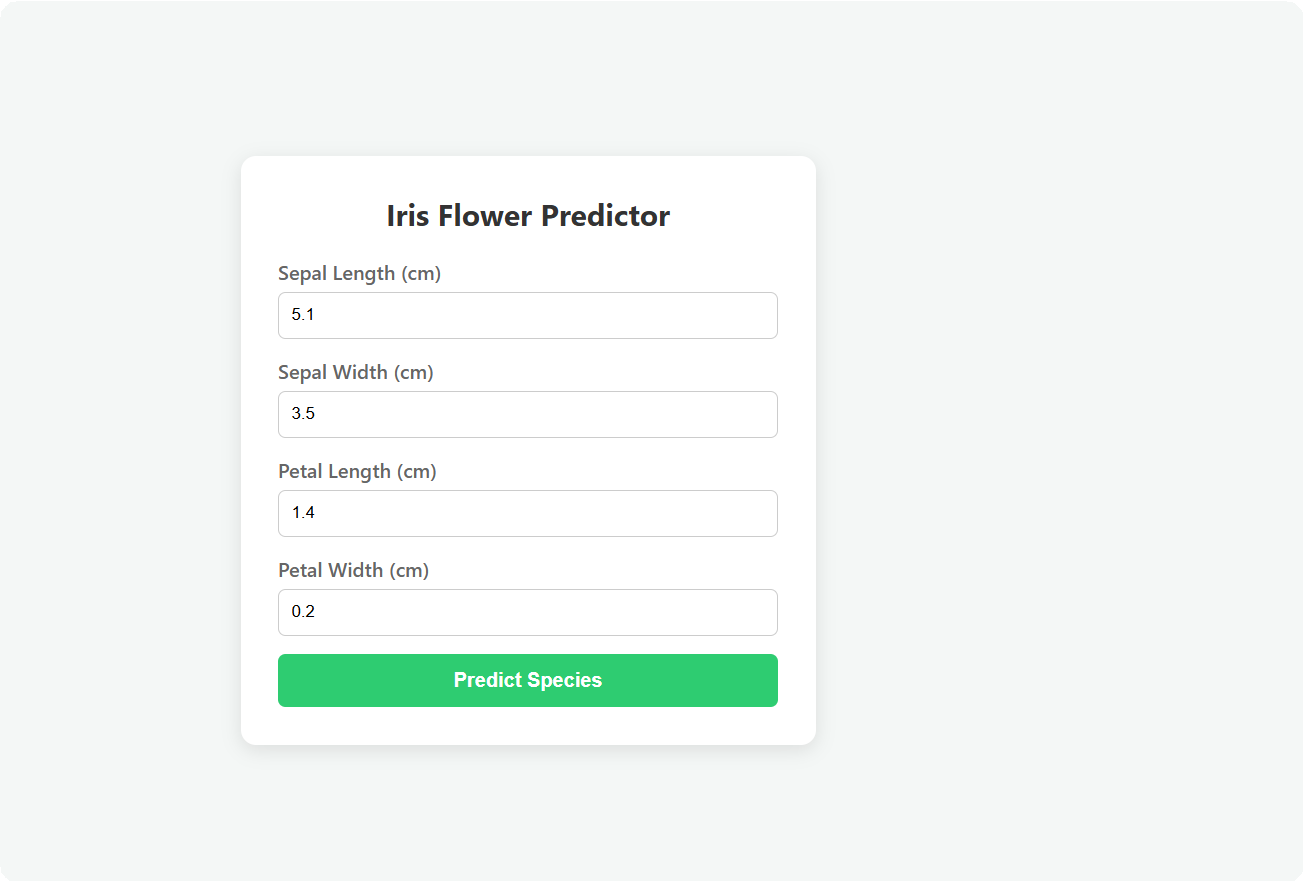 Iris Flower Predictor
Sepal Length (cm)
5.1
Sepal Width (cm)
3.5
Petal Length (cm)
1.4
Petal Width (cm)
0.2
Predict Species